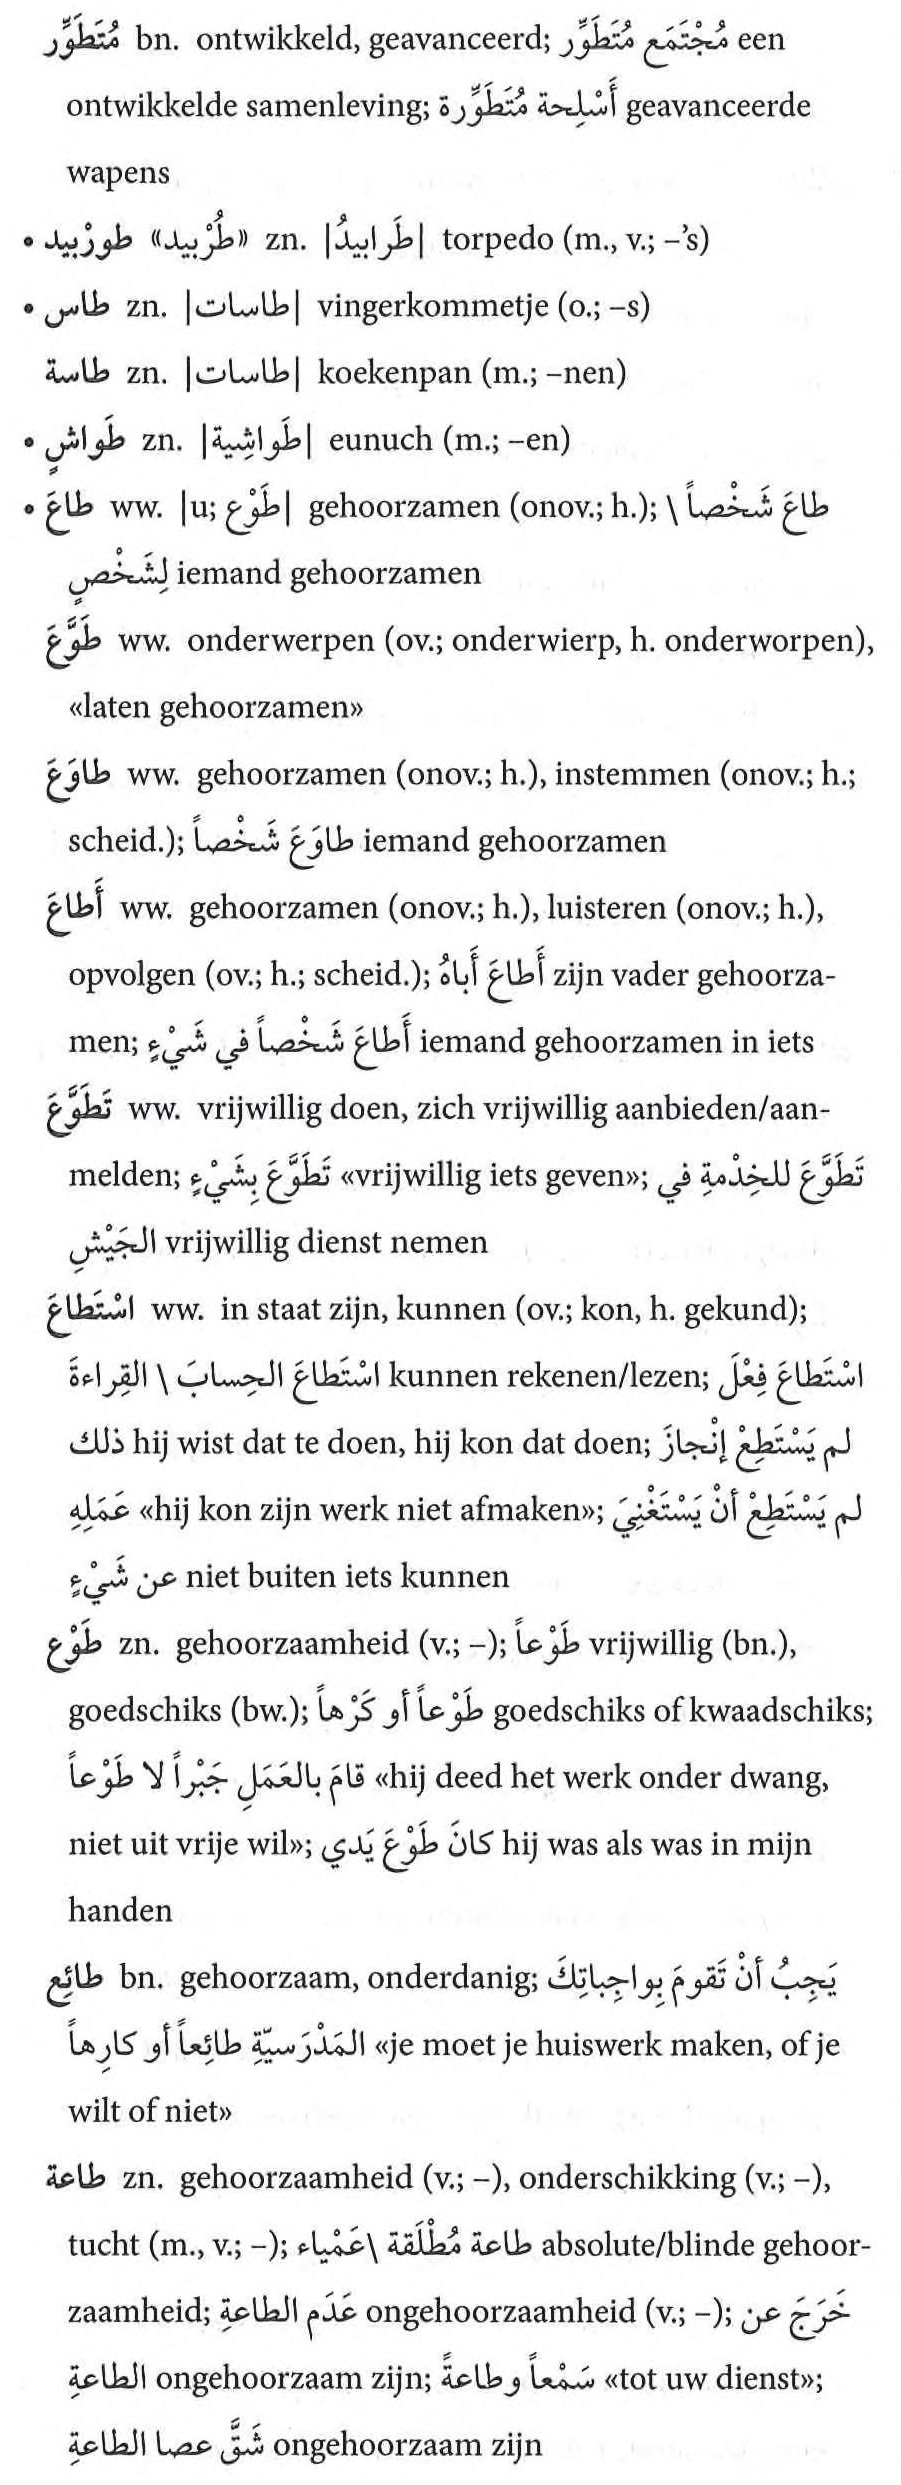 مُتَطَوِّر bn. ontwikkeld, geavanceerd; مُجْتَمَع مُتَطَوِّر een
ontwikkelde samenleving; أَسْلِحة مُتَطَوِّرة geavanceerde
wapens
• طورْبيد «طُرْبيد» zn. |طَرابيدُ| torpedo (m., v.; –’s)
• طاس zn. |طاسات| vingerkommetje (o.; –s)
طاسة zn. |طاسات| koekenpan (m.; –nen)
• طَواشٍ zn. |طَواشِية| eunuch (m.; –en)
• طاعَ ww. |u; طَوْع| gehoorzamen (onov.; h.); طاعَ شَخْصاً \
لِشَخْصٍ iemand gehoorzamen
طَوَّعَ ww. onderwerpen (ov.; onderwierp, h. onderworpen),
«laten gehoorzamen»
طاوَعَ ww. gehoorzamen (onov.; h.), instemmen (onov.; h.;
scheid.); طاوَعَ شَخْصاً iemand gehoorzamen
أَطاعَ ww. gehoorzamen (onov.; h.), luisteren (onov.; h.),
opvolgen (ov.; h.; scheid.); أَطاعَ أَباهُ zijn vader gehoorza-
men; أَطاعَ شَخْصاً في شَيْءٍ iemand gehoorzamen in iets
تَطَوَّعَ ww. vrijwillig doen, zich vrijwillig aanbieden/aan-
melden; تَطَوَّعَ بِشَيْءٍ «vrijwillig iets geven»; تَطَوَّعَ للخِدْمةِ في
الجَيْشِ vrijwillig dienst nemen
اسْتَطاعَ ww. in staat zijn, kunnen (ov.; kon, h. gekund);
اسْتَطاعَ الحِسابَ \ القِراءةَ kunnen rekenen/lezen; اسْتَطاعَ فِعْلَ
ذلك hij wist dat te doen, hij kon dat doen; لم يَسْتَطِعْ إنْجازَ
عَمَلِهِ «hij kon zijn werk niet afmaken»; لم يَسْتَطِعْ أنْ يَسْتَغْنِيَ
عن شَيْءٍ niet buiten iets kunnen
طَوْع zn. gehoorzaamheid (v.; –); طَوْعاً vrijwillig (bn.),
goedschiks (bw.); طَوْعاً أو كَرْهاً goedschiks of kwaadschiks;
قامَ بالعَمَلِ جَبْراً لا طَوْعاً «hij deed het werk onder dwang,
niet uit vrije wil»; كانَ طَوْعَ يَدي hij was als was in mijn
handen
طائِع bn. gehoorzaam, onderdanig; يَجِبُ أنْ تَقومَ بِواجِباتِكَ
المَدْرَسيّةِ طائِعاً أو كارِهاً «je moet je huiswerk maken, of je
wilt of niet»
طاعة zn. gehoorzaamheid (v.; –), onderschikking (v.; –),
tucht (m., v.; –); طاعة مُطْلَقة \ عَمْياء absolute/blinde gehoor-
zaamheid; عَدَم الطاعةِ ongehoorzaamheid (v.; –); خَرَجَ عن
الطاعةِ ongehoorzaam zijn; سَمْعاً وطاعةً «tot uw dienst»;
شَقَّ عصا الطاعةِ ongehoorzaam zijn